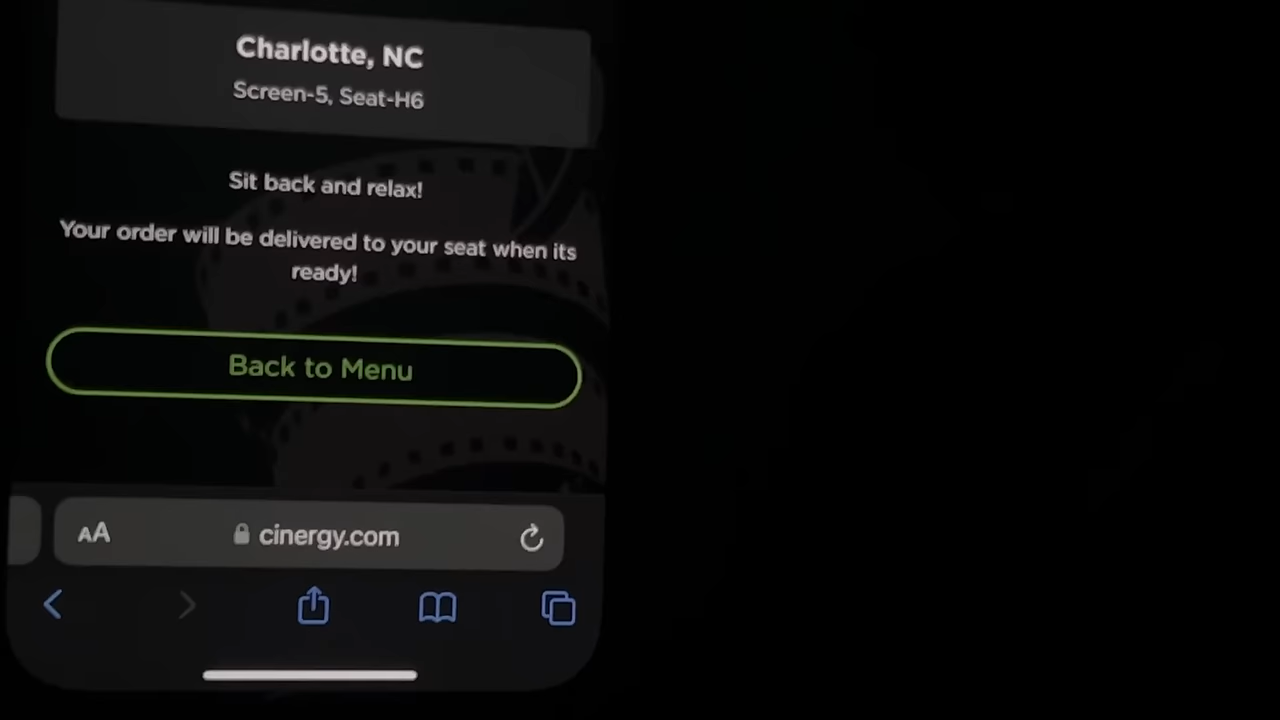 Charlotte, NC
Screen-5, Seat-H6
Sit back and relax!
Your order will be delivered to your seat when its
ready!
Back to Menu
AA
cinergy.com